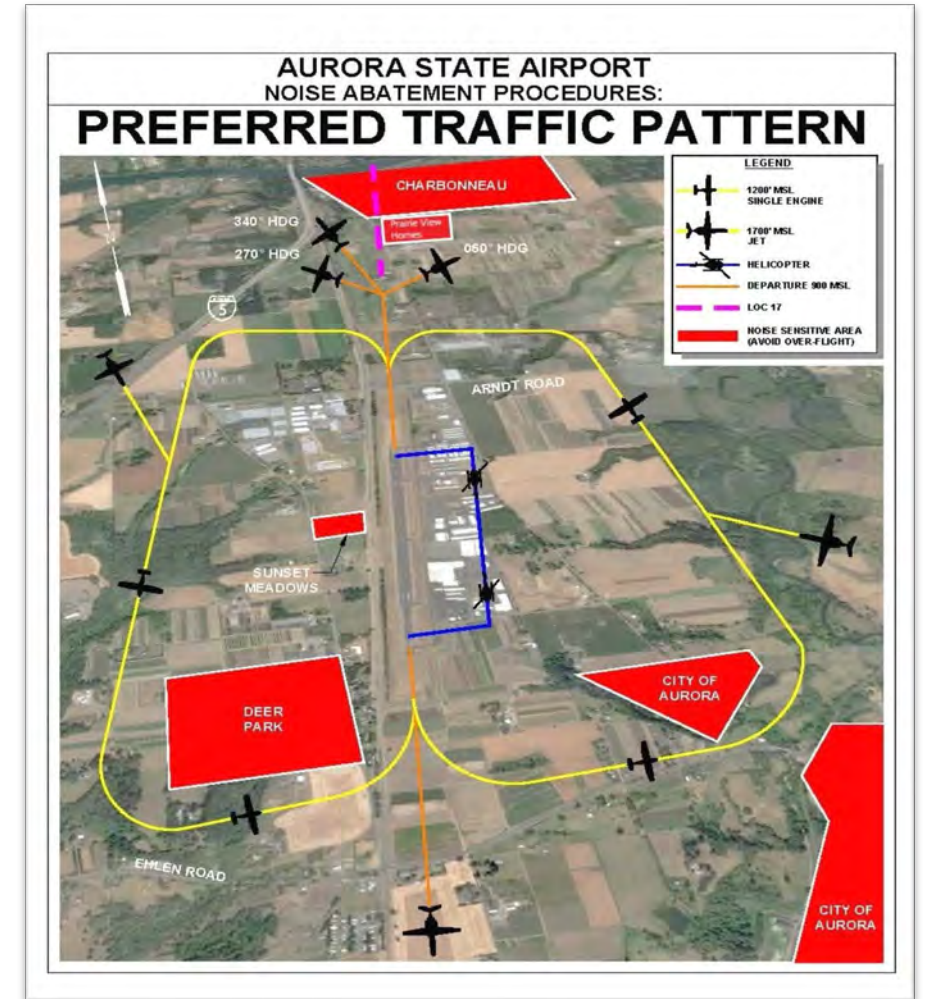 AURORA STATE AIRPORT
NOISE ABATEMENT PROCEDURES:
PREFERRED TRAFFIC PATTERN
LEGEND
1200' MSL
SINGLE ENGINE
1700' MSL
JET
HELICOPTER
DEPARTURE 900 MSL
LOC 17
NOISE SENSITIVE AREA
(AVOID OVER-FLIGHT)
CHARBONNEAU
Prairie View
Homes
340° HDG
270° HDG
060° HDG
5
ARNDT ROAD
SUNSET
MEADOWS
DEER
PARK
CITY OF
AURORA
EHLEN ROAD
CITY OF
AURORA